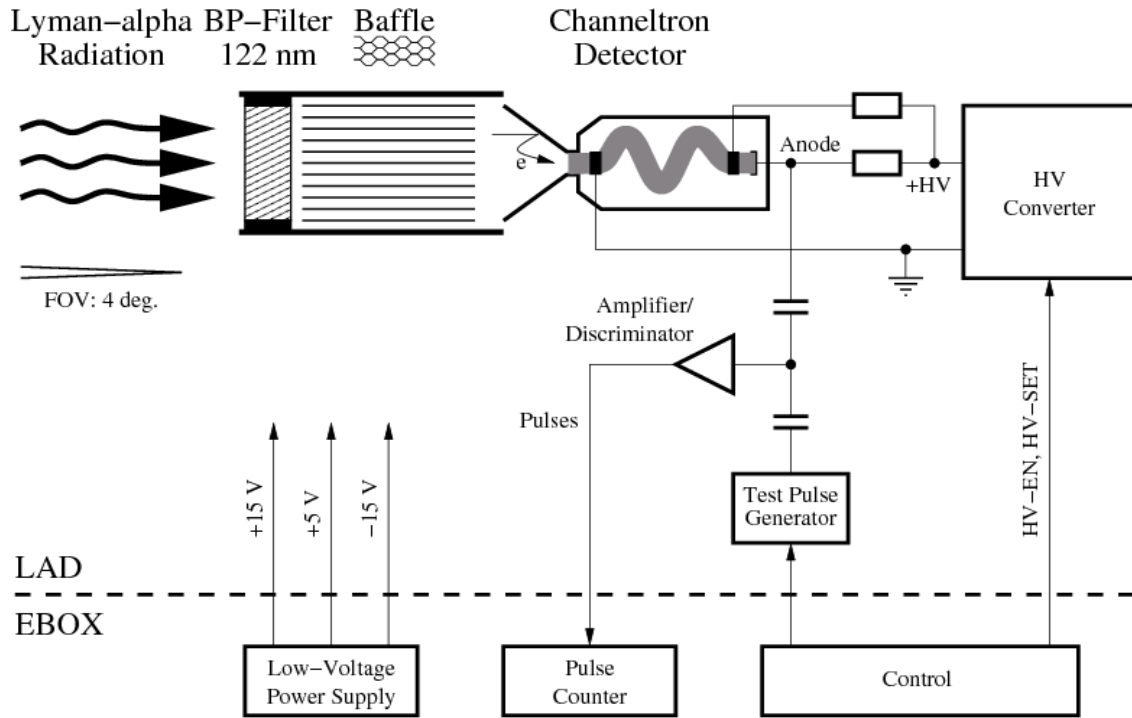 Lyman−alpha
Radiation
BP−Filter
122 nm
Baffle
Channeltron
Detector
e
Anode
+HV
HV
Converter
FOV: 4 deg.
Amplifier/
Discriminator
Pulses
+15 V
+5 V
−15 V
Test Pulse
Generator
HV−EN, HV−SET
LAD
EBOX
Low−Voltage
Power Supply
Pulse
Counter
Control